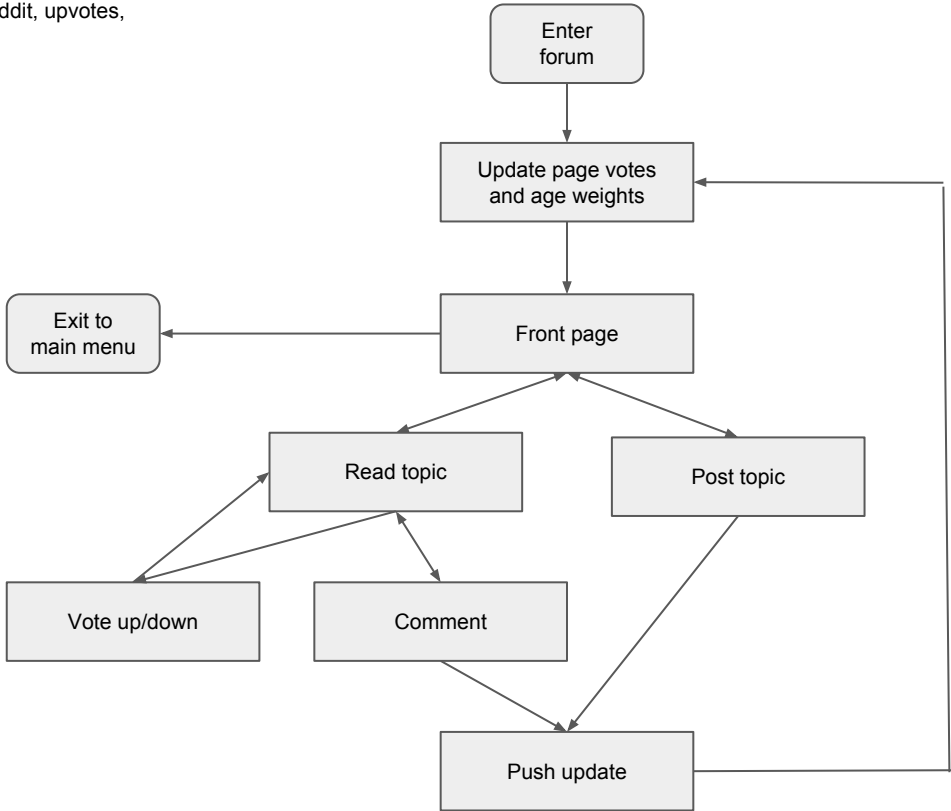 upvotes,
Enter
forum
Update page votes
and age weights
Exit to
main menu
Front page
Read topic
Post topic
Vote up/down
Comment
Push update